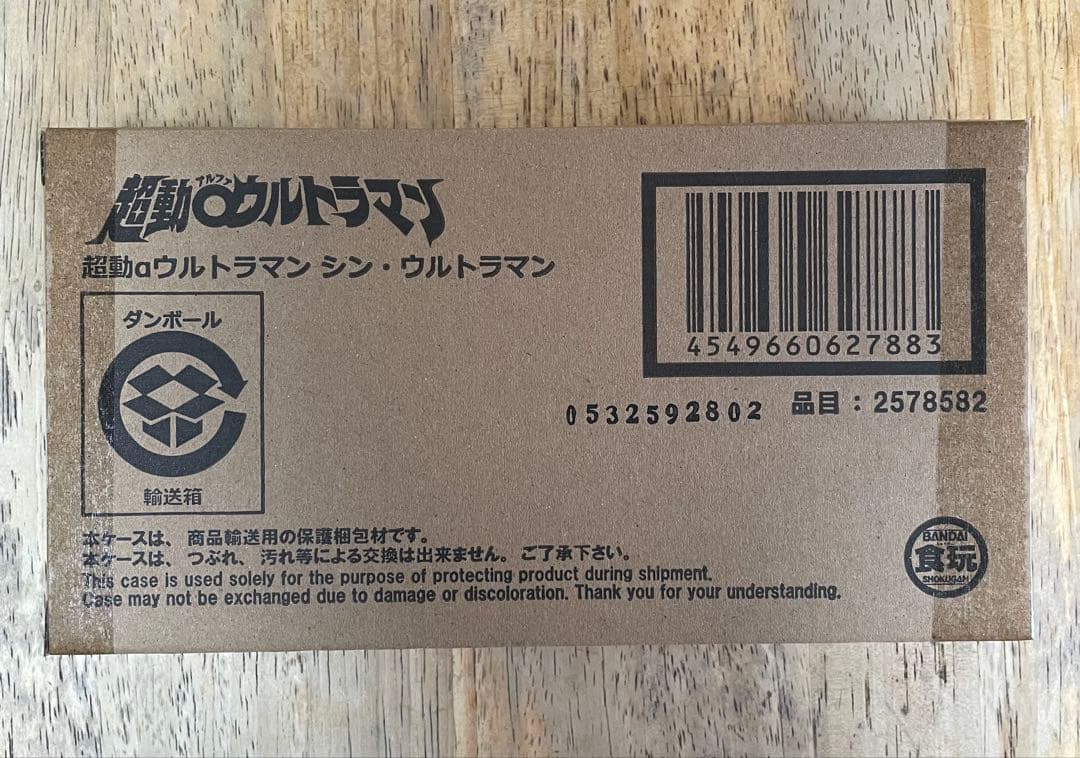 超動αウルトラマン
アルファ
超動αウルトラマン シン・ウルトラマン
4549660627883
0532592802
品目：2578582
ダンボール
輸送箱
本ケースは、商品輸送用の保護梱包材です。
本ケースは、つぶれ、汚れ等による交換は出来ません。ご了承下さい。
This case is used solely for the purpose of protecting product during shipment.
Case may not be exchanged due to damage or discoloration. Thank you for your understanding.
BANDAI
食玩
SHOKUGAN